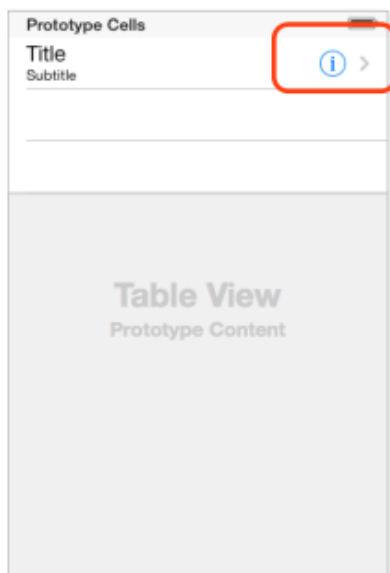 Prototype Cells
Title
Subtitle
i
Table View
Prototype Content